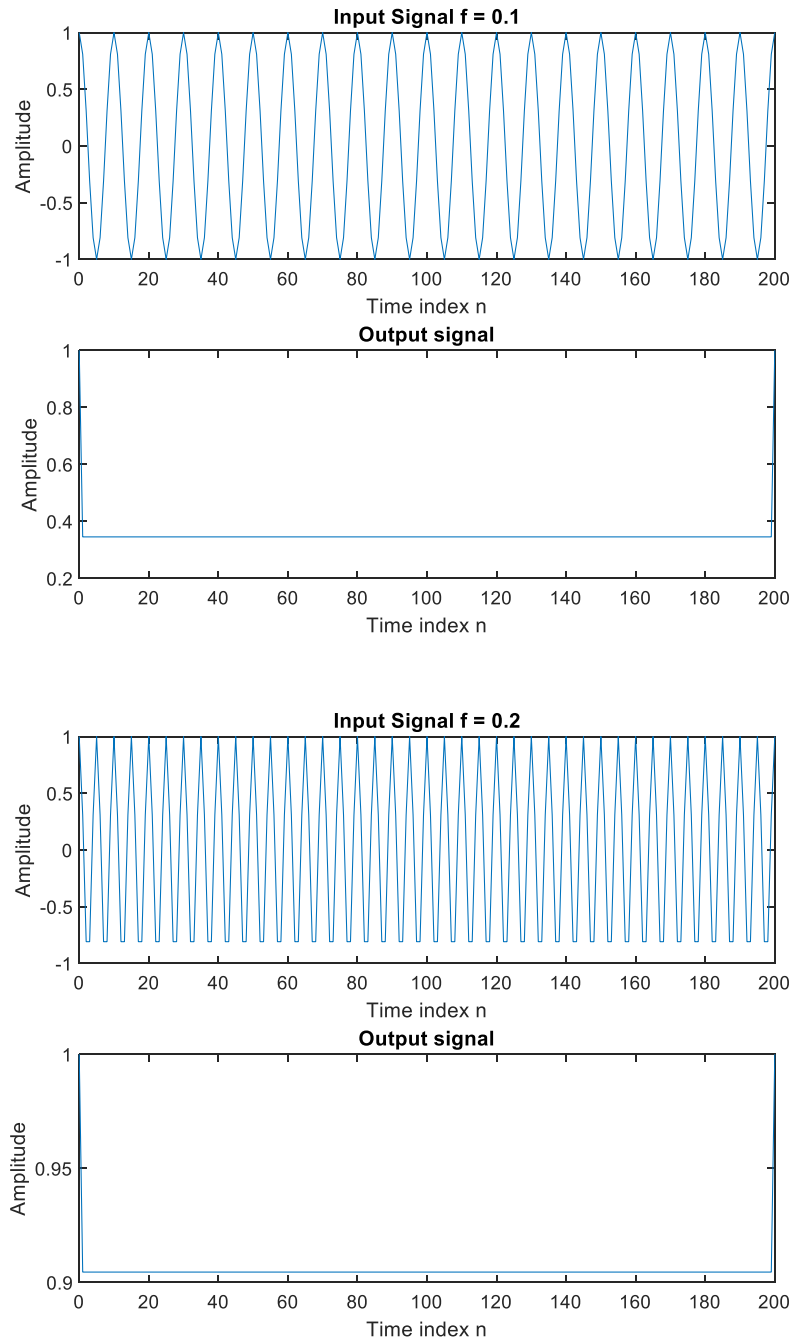 Input Signal f = 0.1
1
0.5
0
-0.5
-1
Amplitude
0 20 40 60 80 100 120 140 160 180 200
Time index n
Output signal
1
0.8
0.6
0.4
0.2
Amplitude
0 20 40 60 80 100 120 140 160 180 200
Time index n
Input Signal f = 0.2
1
0.5
0
-0.5
-1
Amplitude
0 20 40 60 80 100 120 140 160 180 200
Time index n
Output signal
1
0.95
0.9
Amplitude
0 20 40 60 80 100 120 140 160 180 200
Time index n